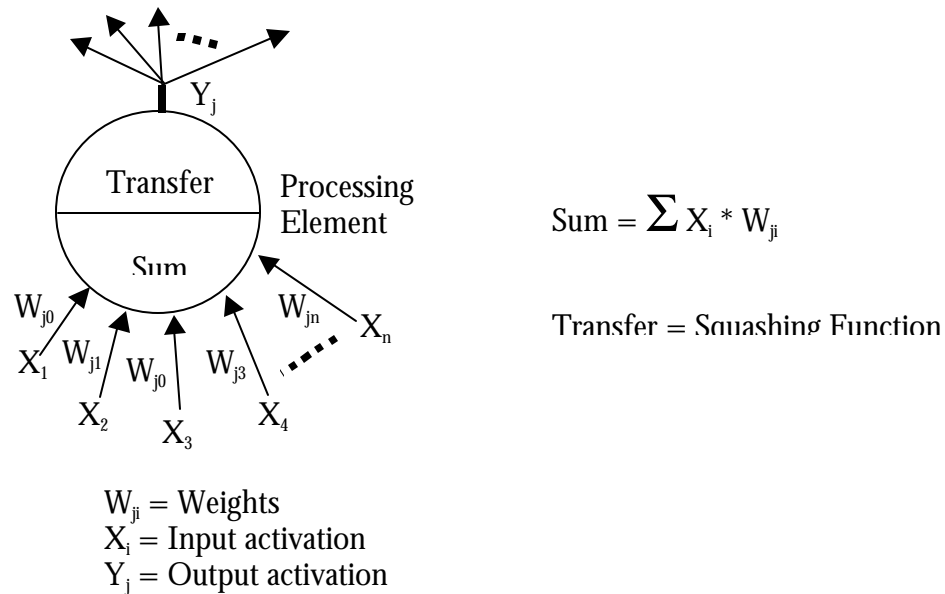 Y_j
Transfer
Processing
Element
Sum = Σ X_i * W_ji
Sum
W_j0
W_jn
X_n
Transfer = Squashing Function
X_1
W_j1
W_j0
W_j3
X_2
X_3
X_4
W_ji = Weights
X_i = Input activation
Y_j = Output activation